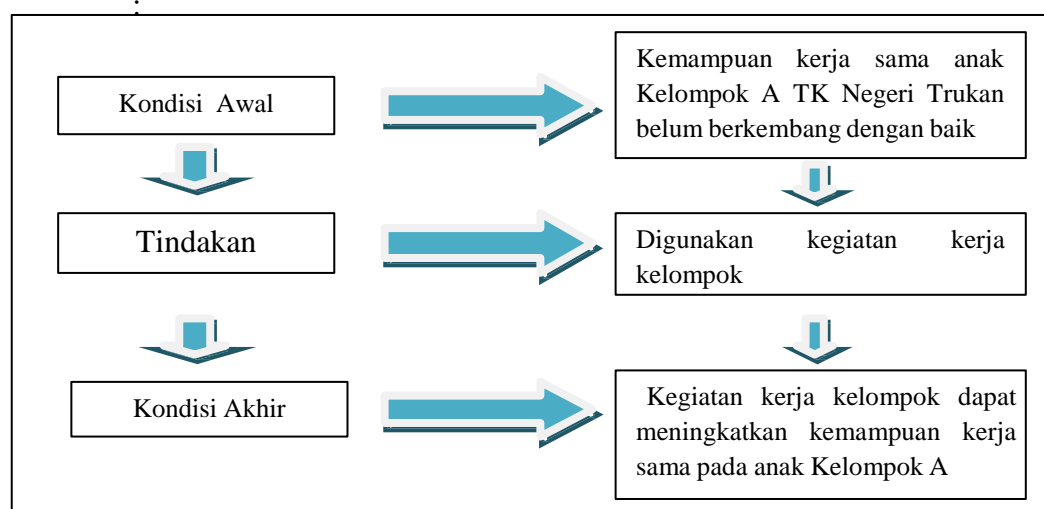 :
Kondisi Awal
Kemampuan kerja sama anak
Kelompok A TK Negeri Trukan
belum berkembang dengan baik
Tindakan
Digunakan kegiatan kerja
kelompok
Kondisi Akhir
Kegiatan kerja kelompok dapat
meningkatkan kemampuan kerja
sama pada anak Kelompok A